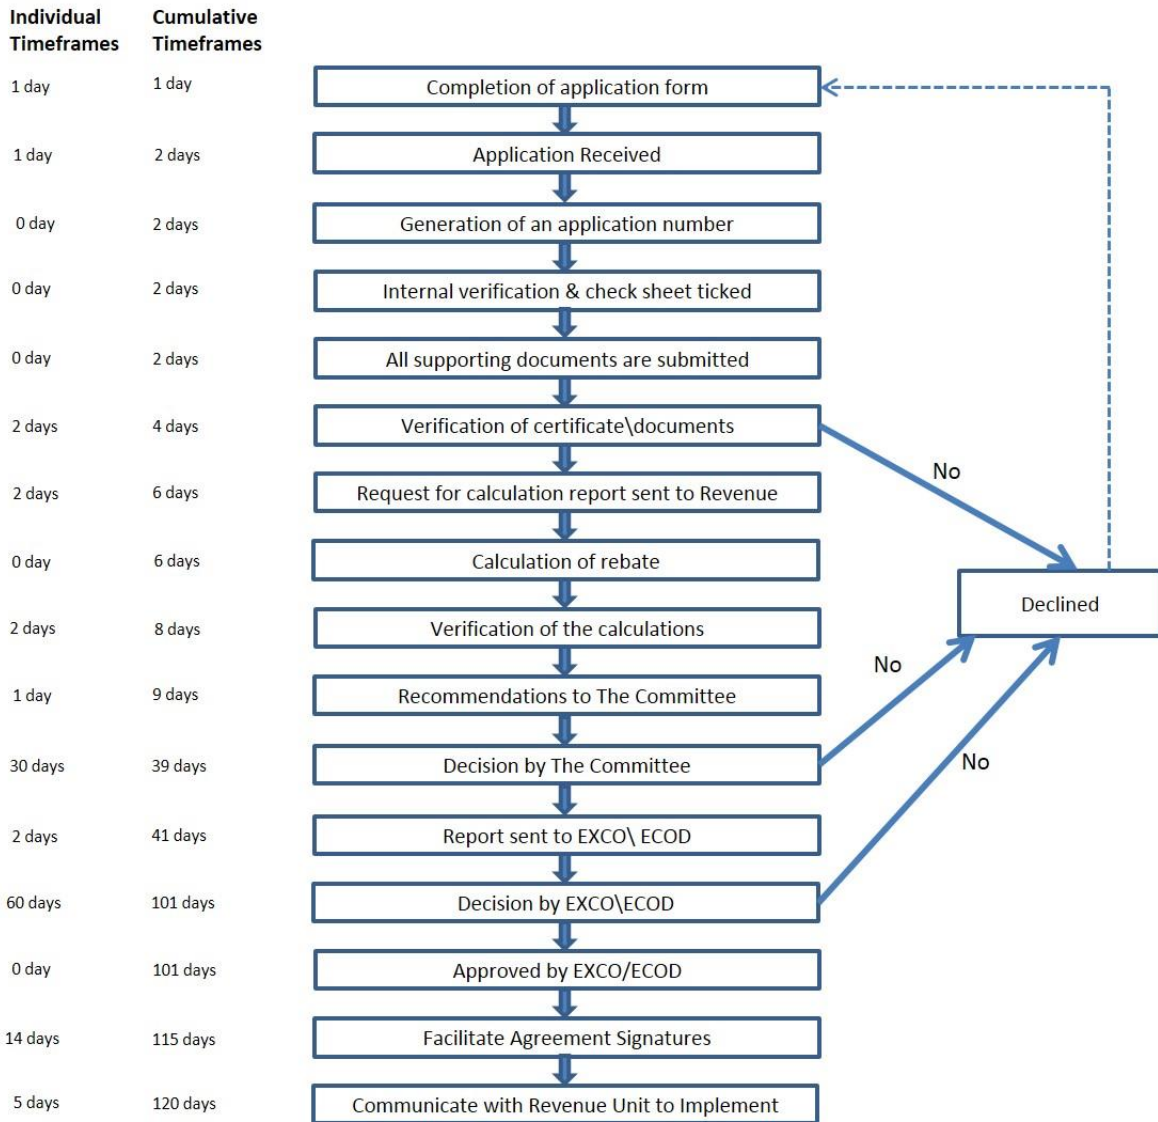 Individual Cumulative
Timeframes Timeframes
1 day 1 day Completion of application form
1 day 2 days Application Received
0 day 2 days Generation of an application number
0 day 2 days Internal verification & check sheet ticked
0 day 2 days All supporting documents are submitted
2 days 4 days Verification of certificate\documents
No
2 days 6 days Request for calculation report sent to Revenue
0 day 6 days Calculation of rebate
Declined
2 days 8 days Verification of the calculations
No
1 day 9 days Recommendations to The Committee
30 days 39 days Decision by The Committee
No
2 days 41 days Report sent to EXCO\ ECOD
60 days 101 days Decision by EXCO\ECOD
0 day 101 days Approved by EXCO/ECOD
14 days 115 days Facilitate Agreement Signatures
5 days 120 days Communicate with Revenue Unit to Implement